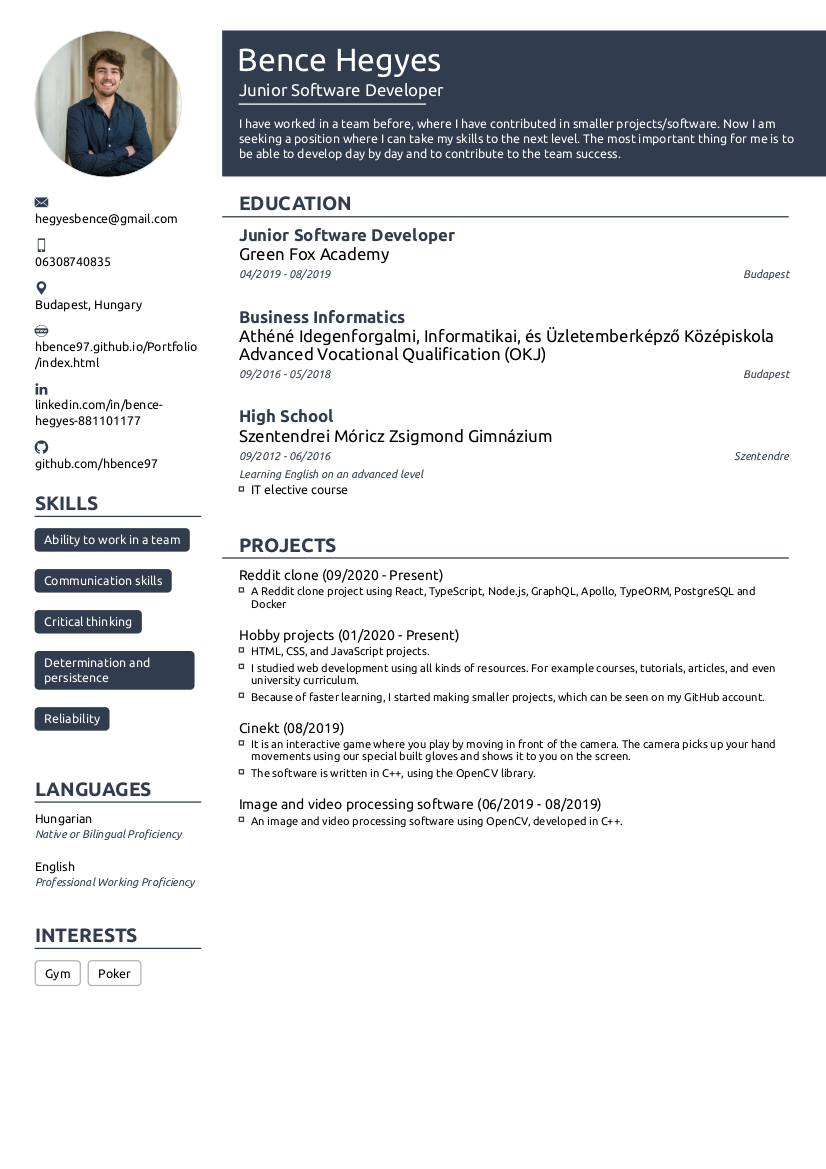 Bence Hegyes
Junior Software Developer
I have worked in a team before, where I have contributed in smaller projects/software. Now I am
seeking a position where I can take my skills to the next level. The most important thing for me is to
be able to develop day by day and to contribute to the team success.
hegyesbence@gmail.com
06308740835
Budapest, Hungary
hbence97.github.io/Portfolio
/index.html
linkedin.com/in/bence-
hegyes-881101177
github.com/hbence97
SKILLS
Ability to work in a team
Communication skills
Critical thinking
Determination and
persistence
Reliability
LANGUAGES
Hungarian
Native or Bilingual Proficiency
English
Professional Working Proficiency
INTERESTS
Gym
Poker
EDUCATION
Junior Software Developer
Green Fox Academy
04/2019 - 08/2019 Budapest
Business Informatics
Athéné Idegenforgalmi, Informatikai, és Üzletemberképző Középiskola
Advanced Vocational Qualification (OKJ)
09/2016 - 05/2018 Budapest
High School
Szentendrei Móricz Zsigmond Gimnázium
09/2012 - 06/2016 Szentendre
Learning English on an advanced level
IT elective course
PROJECTS
Reddit clone (09/2020 - Present)
A Reddit clone project using React, TypeScript, Node.js, GraphQL, Apollo, TypeORM, PostgreSQL and
Docker
Hobby projects (01/2020 - Present)
HTML, CSS, and JavaScript projects.
I studied web development using all kinds of resources. For example courses, tutorials, articles, and even
university curriculum.
Because of faster learning, I started making smaller projects, which can be seen on my GitHub account.
Cinekt (08/2019)
It is an interactive game where you play by moving in front of the camera. The camera picks up your hand
movements using our special built gloves and shows it to you on the screen.
The software is written in C++, using the OpenCV library.
Image and video processing software (06/2019 - 08/2019)
An image and video processing software using OpenCV, developed in C++.